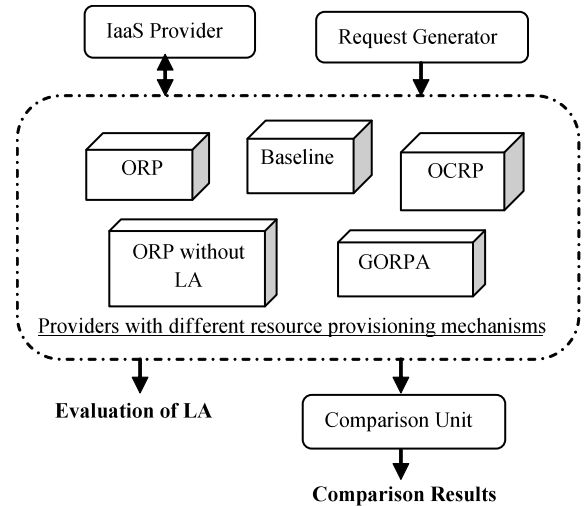 IaaS Provider
Request Generator
ORP
Baseline
OCRP
ORP without
LA
GORPA
Providers with different resource provisioning mechanisms
Evaluation of LA
Comparison Unit
Comparison Results